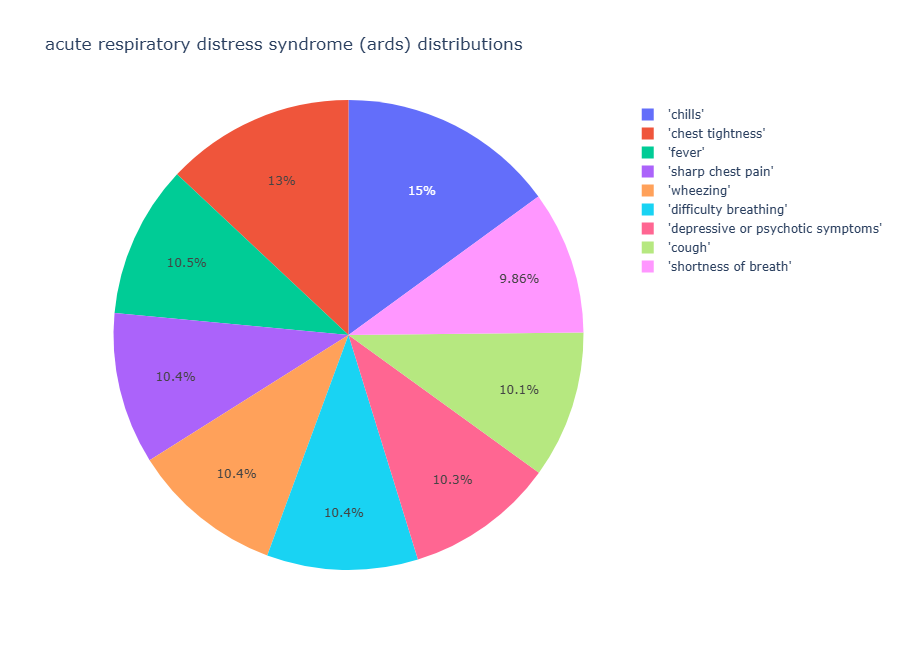 acute respiratory distress syndrome (ards) distributions
'chills'
'chest tightness'
'fever'
'sharp chest pain'
'wheezing'
'difficulty breathing'
'depressive or psychotic symptoms'
'cough'
'shortness of breath'
13%
15%
10.5%
9.86%
10.4%
10.1%
10.4%
10.3%
10.4%